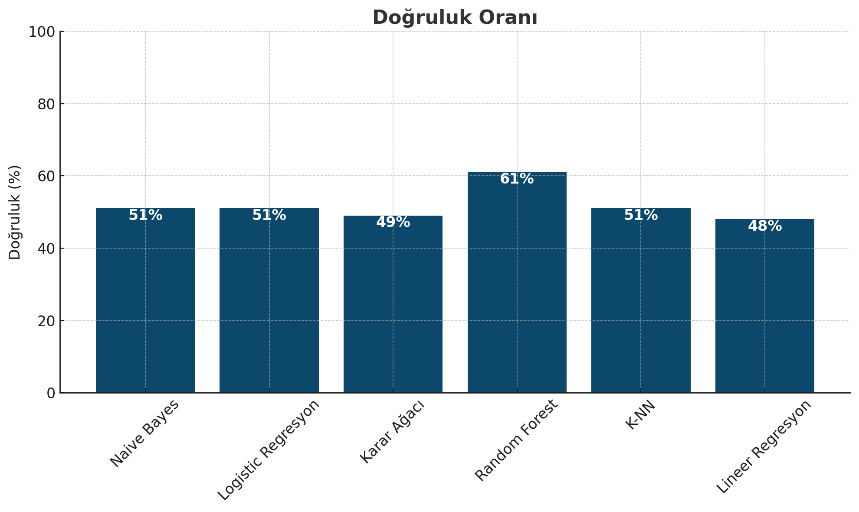 Doğruluk Oranı
Doğruluk (%)
100
80
60
40
20
0
51%
51%
49%
61%
51%
48%
Naive Bayes
Logistic Regresyon
Karar Ağacı
Random Forest
K-NN
Lineer Regresyon